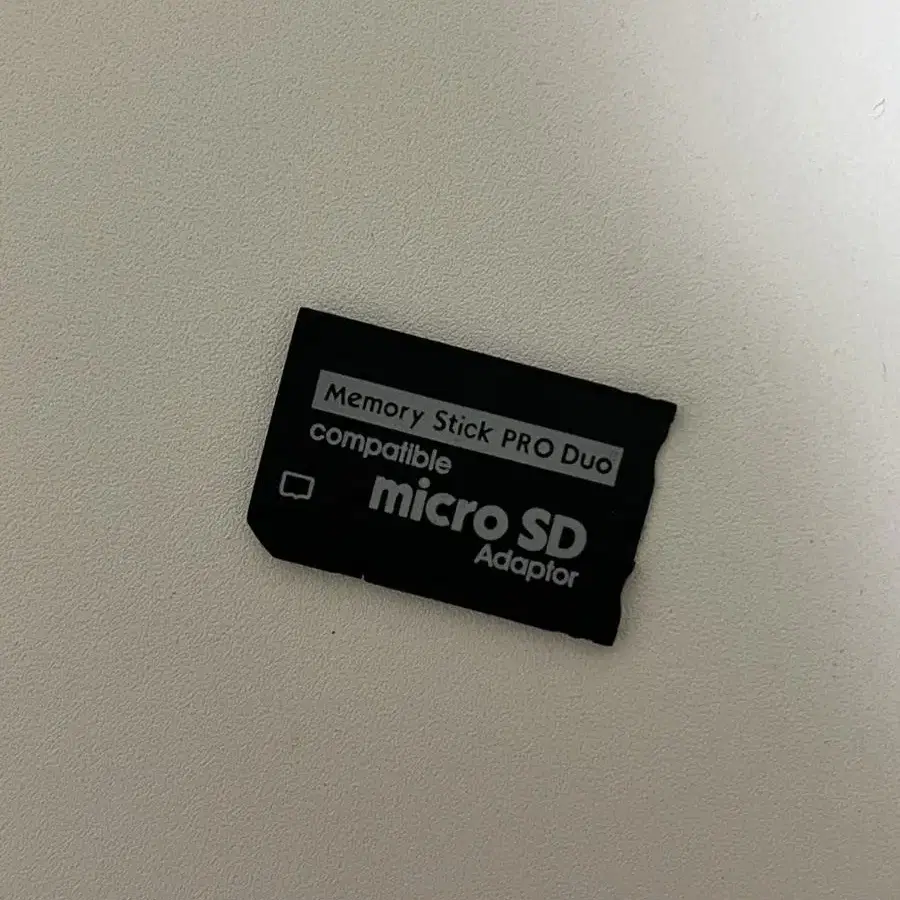 Memory Stick PRO Duo
compatible
micro SD
Adaptor